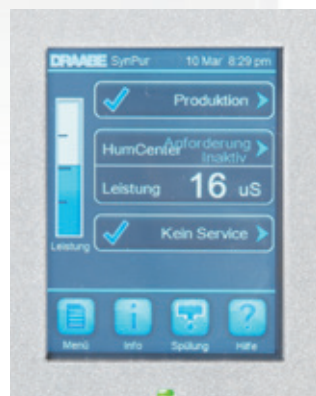 DRAABE SynPur 10 Mar 8:29 pm
Produktion
HumCenter Anforderung
Inaktiv
Leistung 16 uS
Kein Service
Leistung
Menü Info Spülung Hilfe